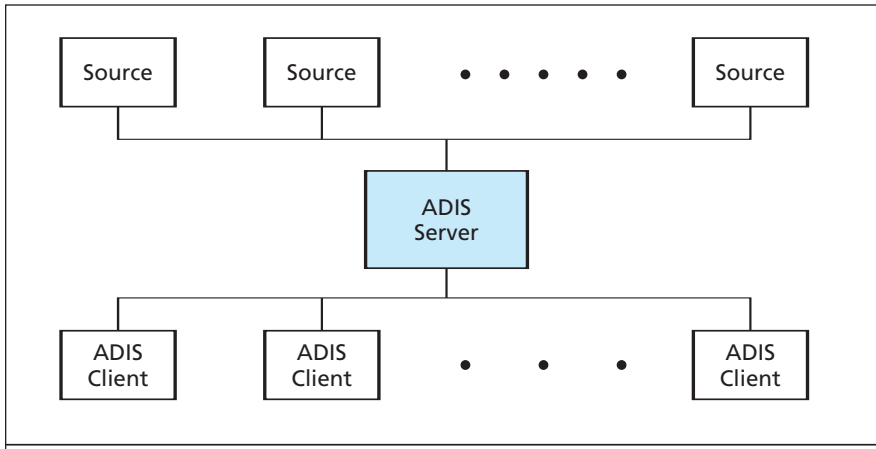 Source
Source
Source
ADIS
Server
ADIS
Client
ADIS
Client
ADIS
Client